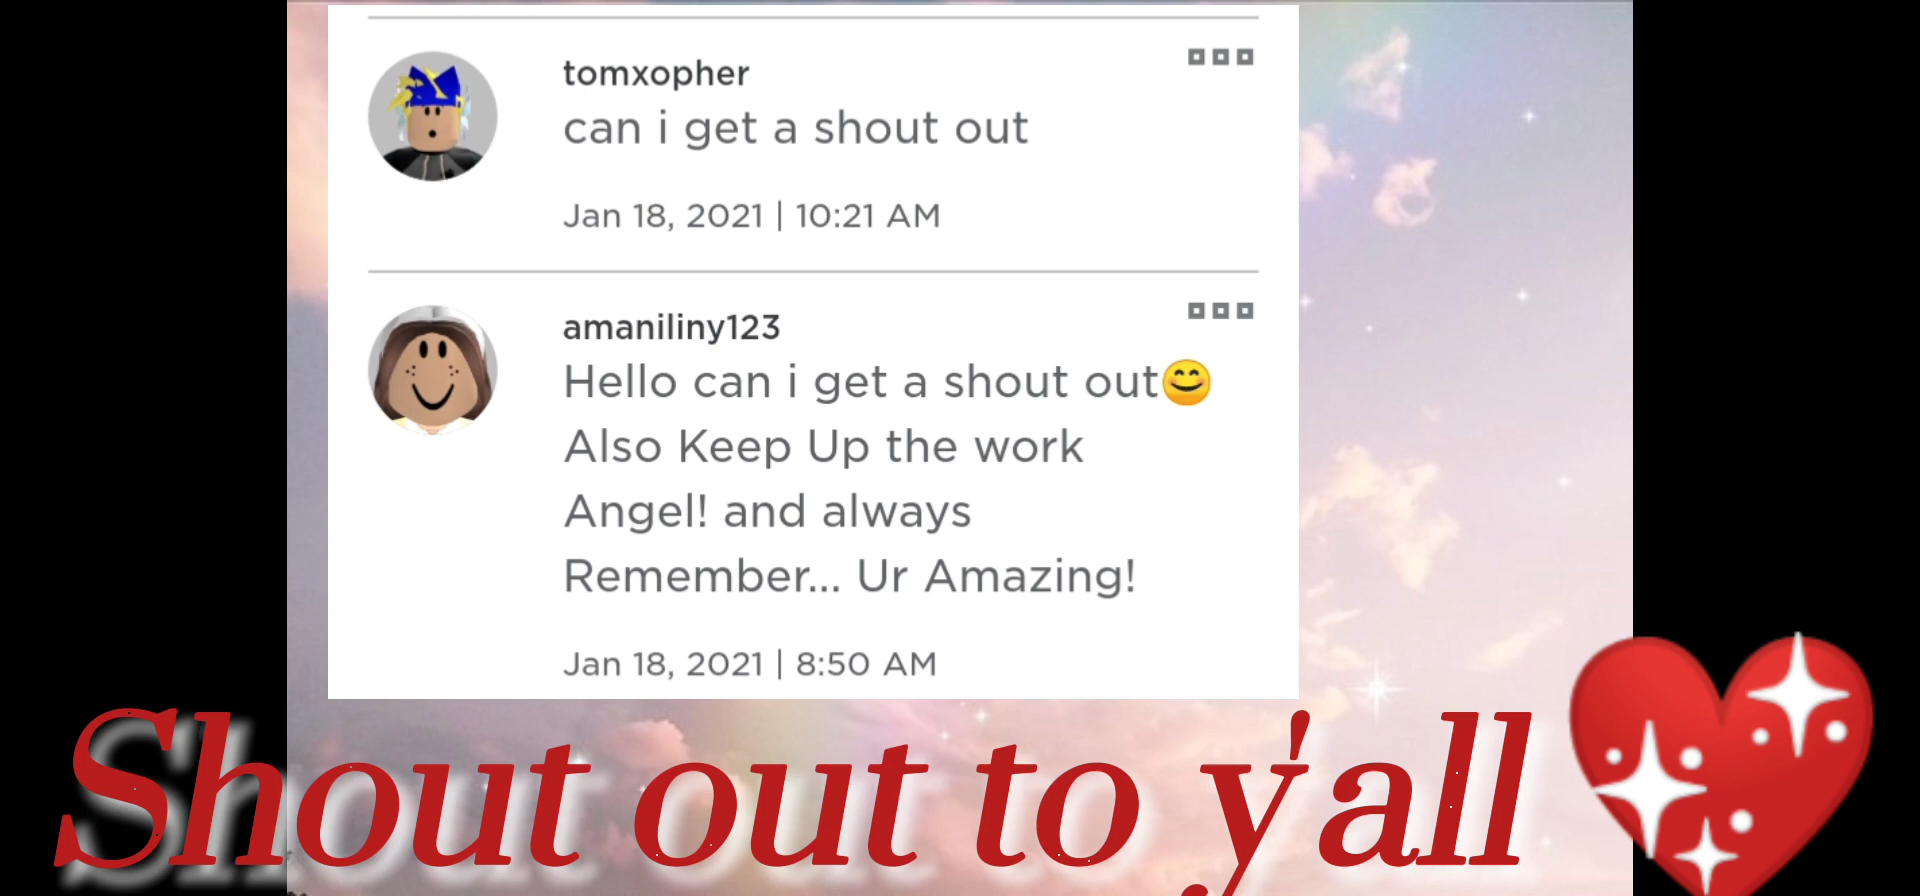 tomxopher
can i get a shout out
Jan 18, 2021 | 10:21 AM
amaniliny123
Hello can i get a shout out😊
Also Keep Up the work
Angel! and always
Remember... Ur Amazing!
Jan 18, 2021 | 8:50 AM
Shout out to y'all